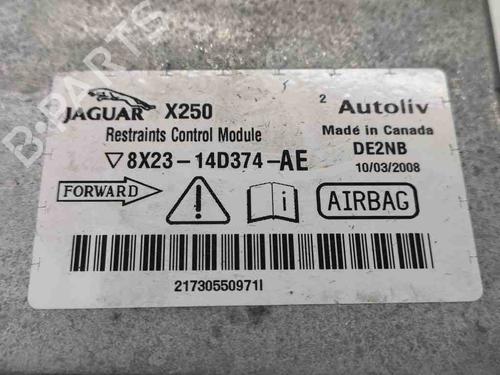 JAGUAR X250 2 Autoliv
Restraints Control Module Made in Canada
▽8X23-14D374-AE DE2NB
10/03/2008
FORWARD AIRBAG
21730550971I
B-PARTS